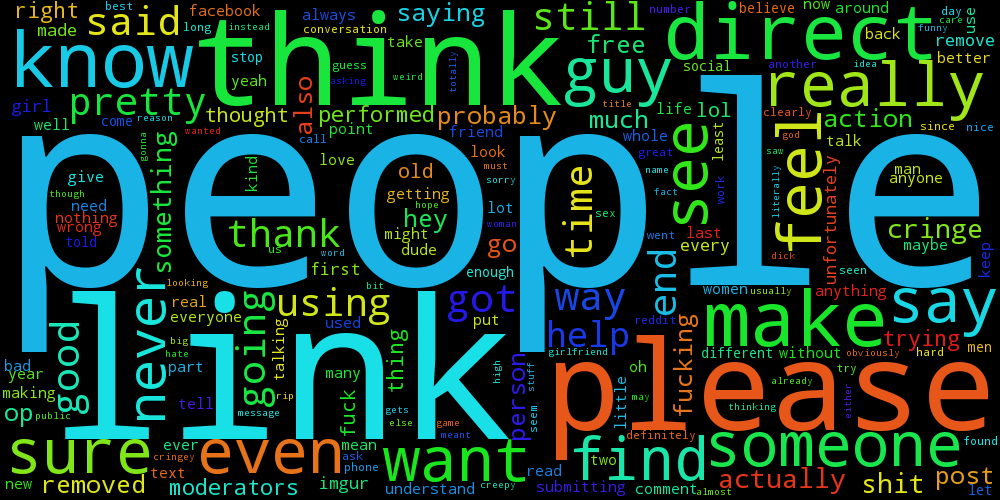 people
link
think
please
know
said
right
made
facebook
long
best
instead
always
conversation
saying
take
guess
stop
yeah
weird
asking
totally
still
direct
number
believe
now
around
day
care
funny
use
back
remove
better
another
idea
social
free
guy
really
pretty
thought
also
performed
probably
point
girl
well
come
reason
wanted
call
friend
much
title
life
lol
clearly
god
saw
action
since
nice
talk
whole
great
least
see
feel
literally
unfortunately
man
anyone
cringe
maybe
keep
seen
give
though
need
nothing
wrong
told
something
gonna
kind
love
look
must
sorry
old
getting
hope
hey
might
dude
lot
woman
go
thank
us
word
time
sex
name
fact
work
went
last
every
dick
first
enough
bit
looking
real
everyone
big
hate
part
never
good
going
using
talking
used
got
put
way
help
end
women
usually
reddit
anything
make
say
trying
men
hard
obviously
different
without
try
girlfriend
bad
year
making
op
public
tell
message
rip
many
fuck
thing
gets
else
game
meant
high
person
stuff
seem
little
oh
may
fucking
definitely
already
thinking
either
sure
even
ever
cringey
mean
ask
phone
want
find
two
someone
found
new
removed
text
moderators
imgur
understand
creepy
read
submitting
comment
almost
actually
shit
post
let